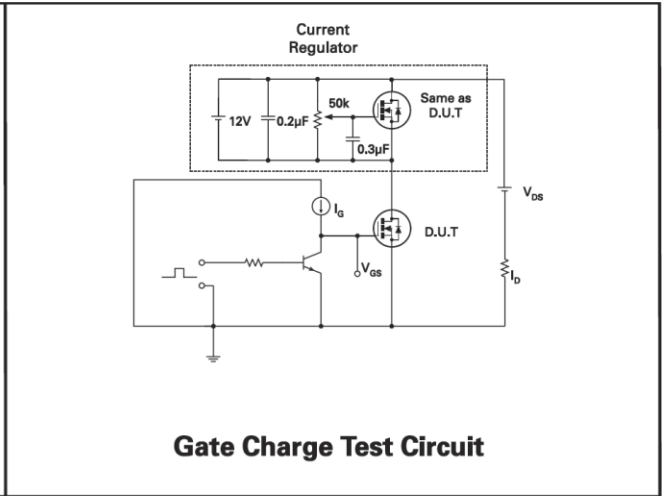 Current
Regulator
12V
0.2µF
50k
0.3µF
Same as
D.U.T
I_G
V_GS
D.U.T
V_DS
I_D
Gate Charge Test Circuit